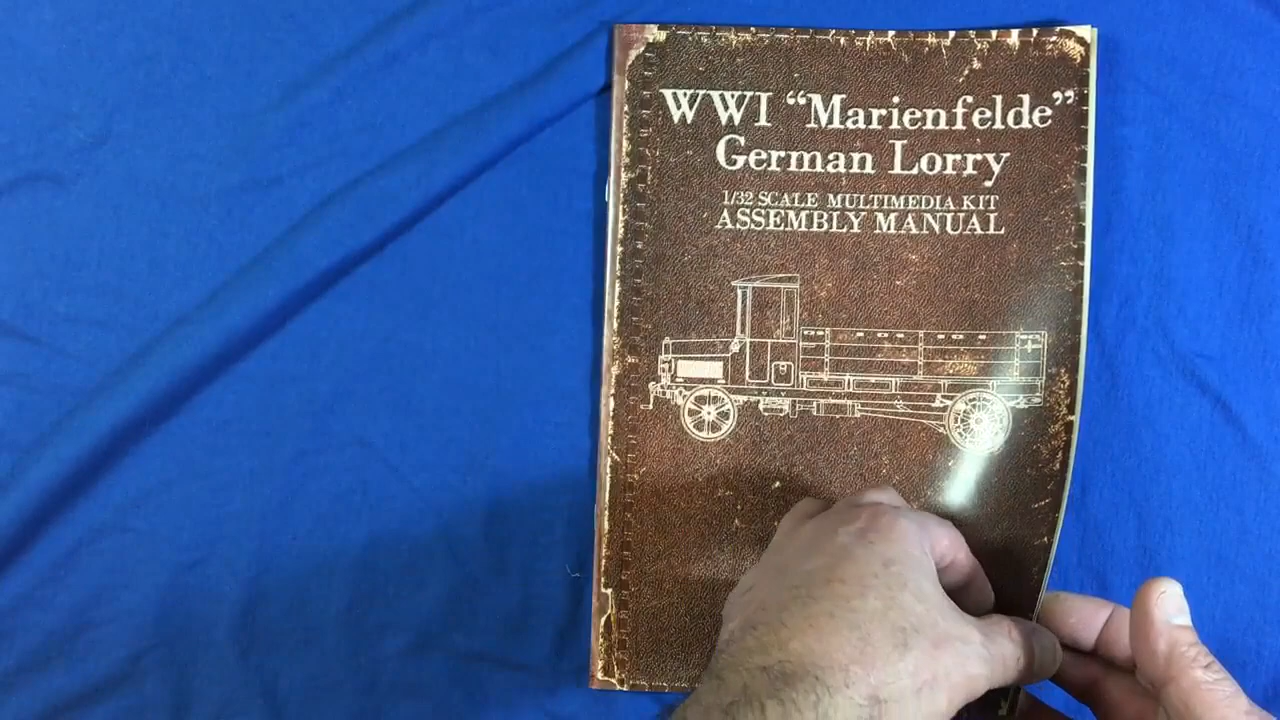 WWI “Marienfelde”
German Lorry
1/32 SCALE MULTIMEDIA KIT
ASSEMBLY MANUAL